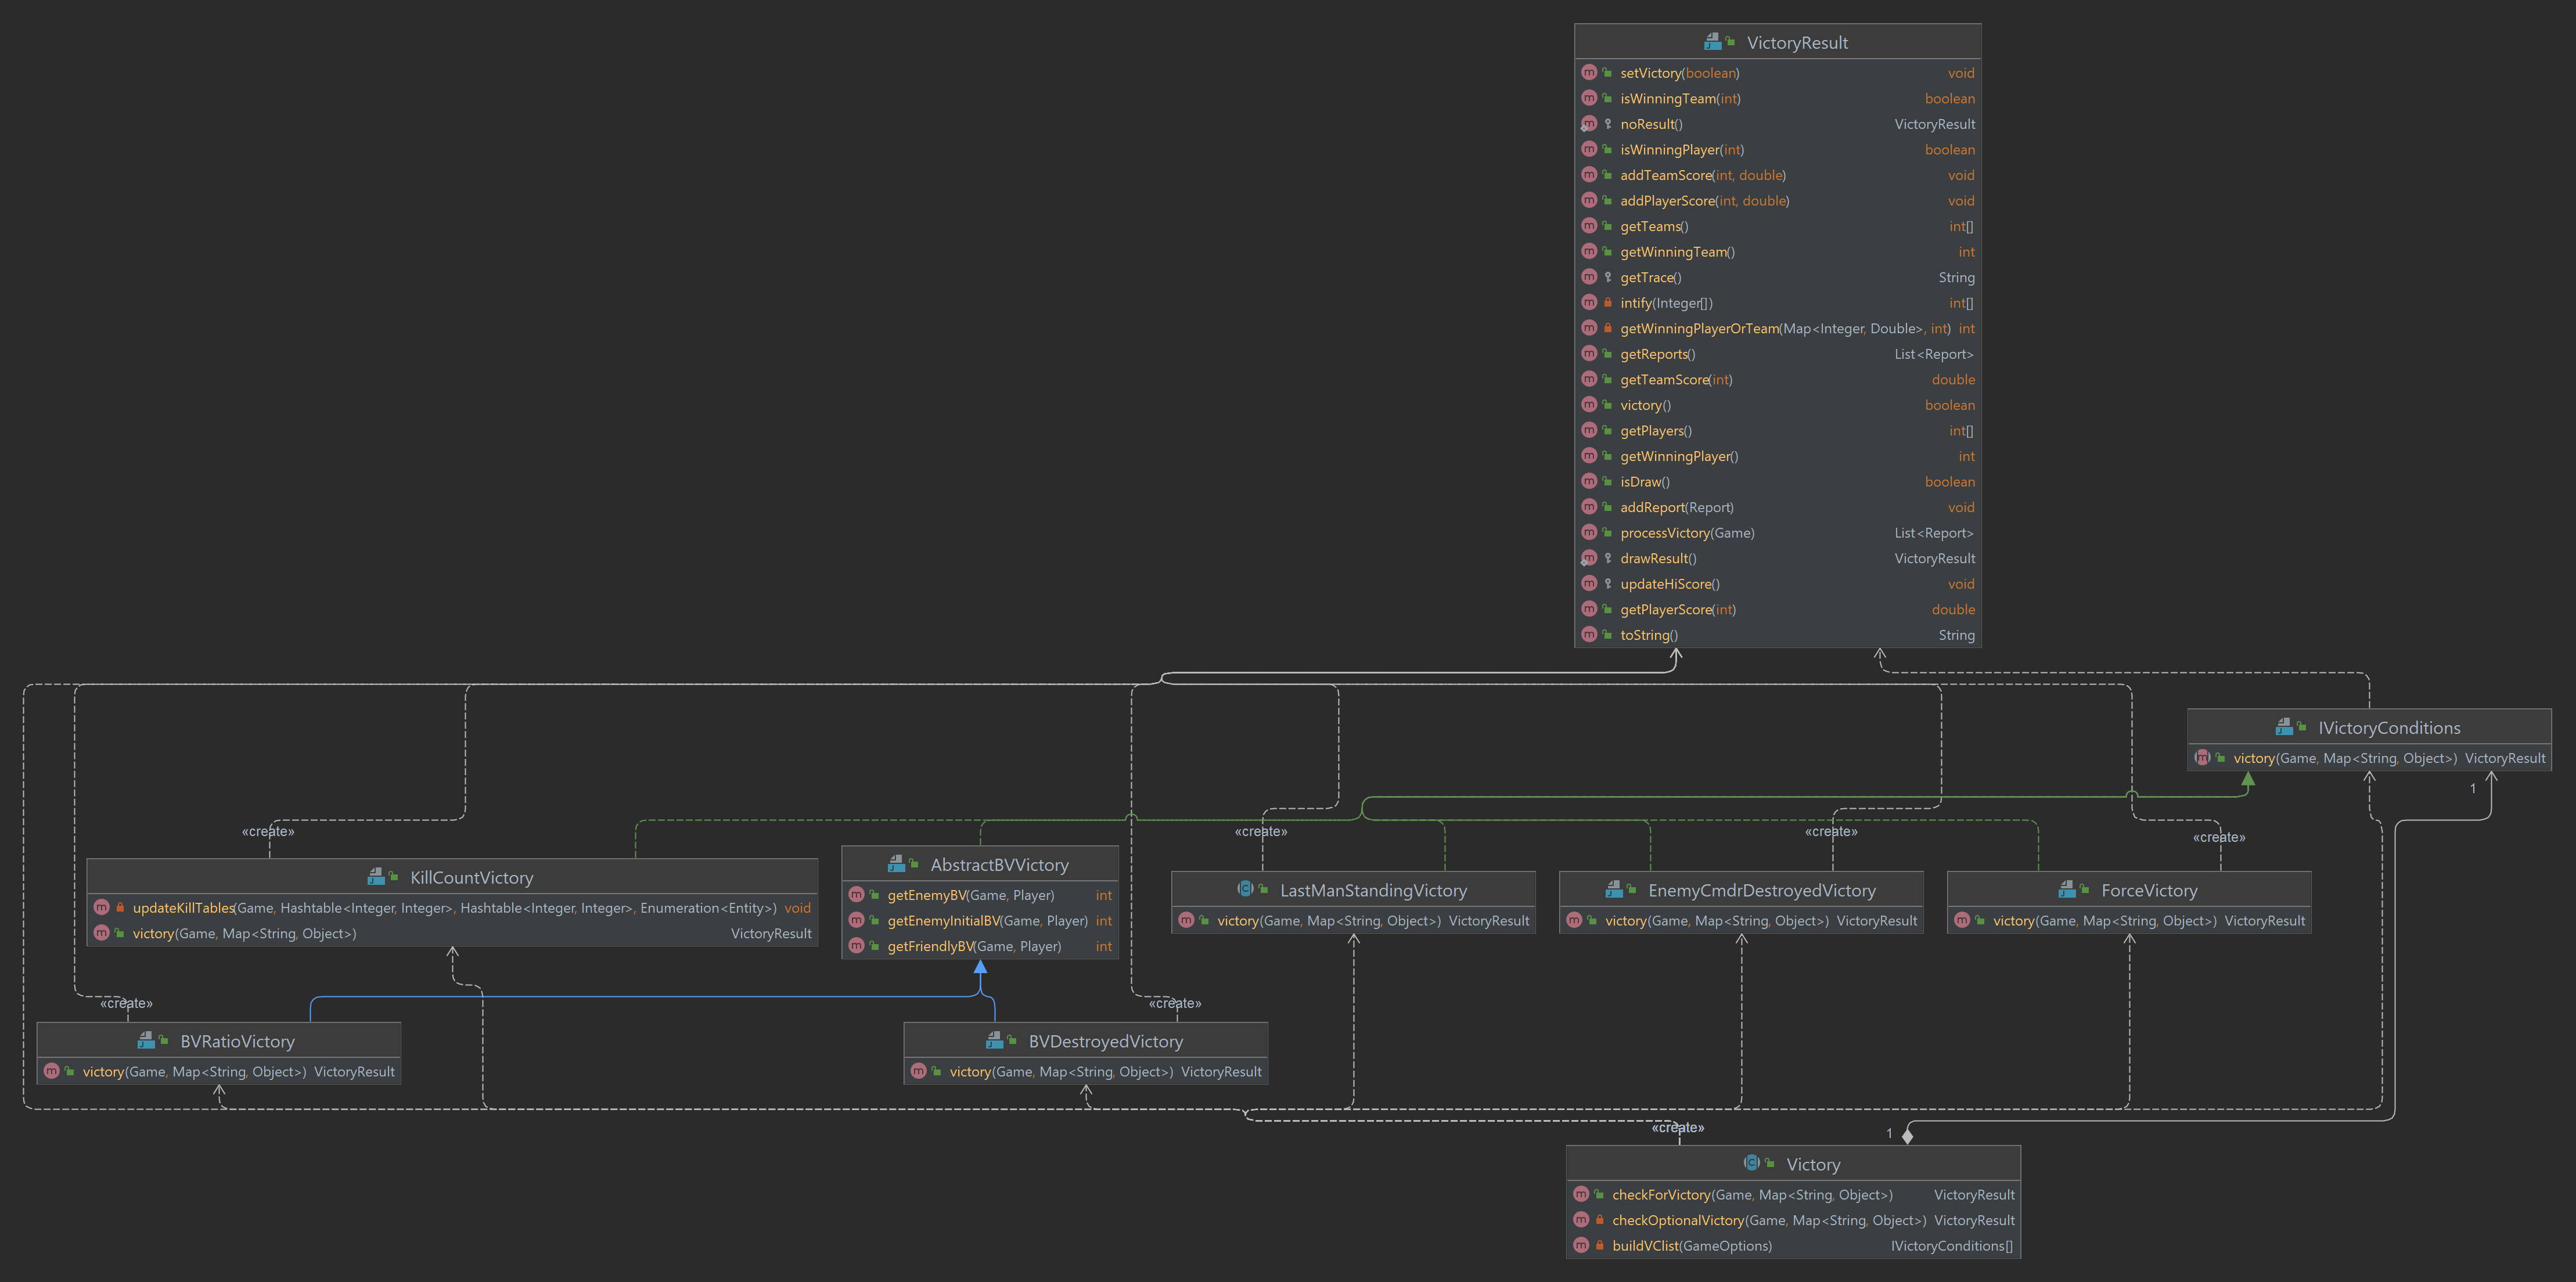 VictoryResult
setVictory(boolean) void
isWinningTeam(int) boolean
noResult() VictoryResult
isWinningPlayer(int) boolean
addTeamScore(int, double) void
addPlayerScore(int, double) void
getTeams() int[]
getWinningTeam() int
getTrace() String
intify(Integer[]) int[]
getWinningPlayerOrTeam(Map<Integer, Double>, int) int
getReports() List<Report>
getTeamScore(int) double
victory() boolean
getPlayers() int[]
getWinningPlayer() int
isDraw() boolean
addReport(Report) void
processVictory(Game) List<Report>
drawResult() VictoryResult
updateHiScore() void
getPlayerScore(int) double
toString() String
IVictoryConditions
victory(Game, Map<String, Object>) VictoryResult
1
«create»
«create»
«create»
«create»
KillCountVictory
updateKillTables(Game, Hashtable<Integer, Integer>, Hashtable<Integer, Integer>, Enumeration<Entity>) void
victory(Game, Map<String, Object>) VictoryResult
AbstractBVVictory
getEnemyBV(Game, Player) int
getEnemyInitialBV(Game, Player) int
getFriendlyBV(Game, Player) int
LastManStandingVictory
victory(Game, Map<String, Object>) VictoryResult
EnemyCmdrDestroyedVictory
victory(Game, Map<String, Object>) VictoryResult
ForceVictory
victory(Game, Map<String, Object>) VictoryResult
«create»
«create»
BVRatioVictory
victory(Game, Map<String, Object>) VictoryResult
BVDestroyedVictory
victory(Game, Map<String, Object>) VictoryResult
«create»
1
Victory
checkForVictory(Game, Map<String, Object>) VictoryResult
checkOptionalVictory(Game, Map<String, Object>) VictoryResult
buildVClist(GameOptions) IVictoryConditions[]